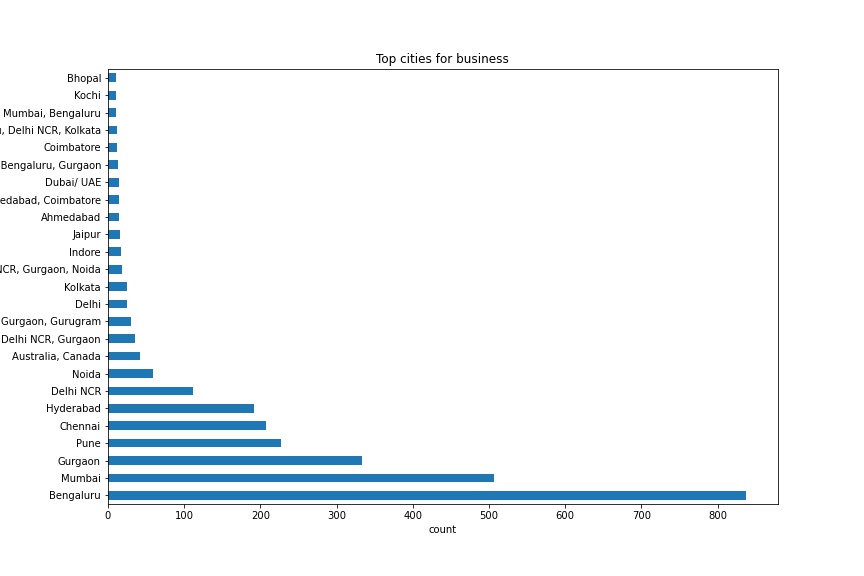 Top cities for business
Bhopal
Kochi
Mumbai, Bengaluru
, Delhi NCR, Kolkata
Coimbatore
Bengaluru, Gurgaon
Dubai/ UAE
edabad, Coimbatore
Ahmedabad
Jaipur
Indore
NCR, Gurgaon, Noida
Kolkata
Delhi
Gurgaon, Gurugram
Delhi NCR, Gurgaon
Australia, Canada
Noida
Delhi NCR
Hyderabad
Chennai
Pune
Gurgaon
Mumbai
Bengaluru
0 100 200 300 400 500 600 700 800
count